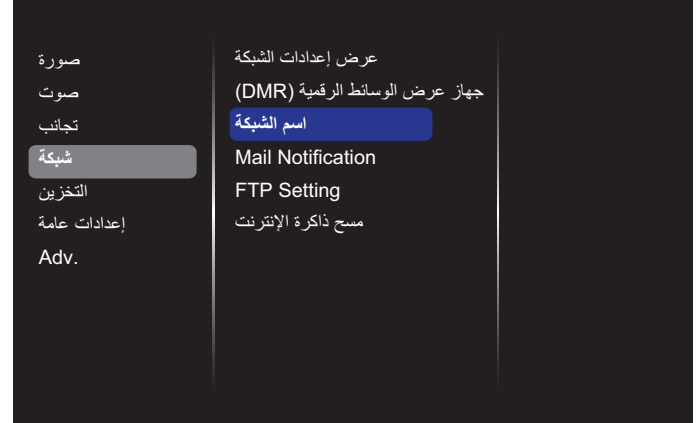 صورة
صوت
تجانب
شبكة
التخزين
إعدادات عامة
Adv.
عرض إعدادات الشبكة
جهاز عرض الوسائط الرقمية (DMR)
اسم الشبكة
Mail Notification
FTP Setting
مسح ذاكرة الإنترنت